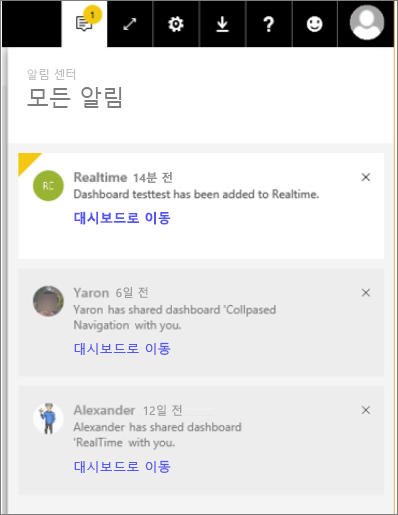 1
?
알림 센터
모든 알림
RC
Realtime 14분 전
Dashboard testtest has been added to Realtime.
대시보드로 이동
Yaron 6일 전
Yaron has shared dashboard 'Collpased
Navigation with you.
대시보드로 이동
Alexander 12일 전
Alexander has shared dashboard
'RealTime with you.
대시보드로 이동